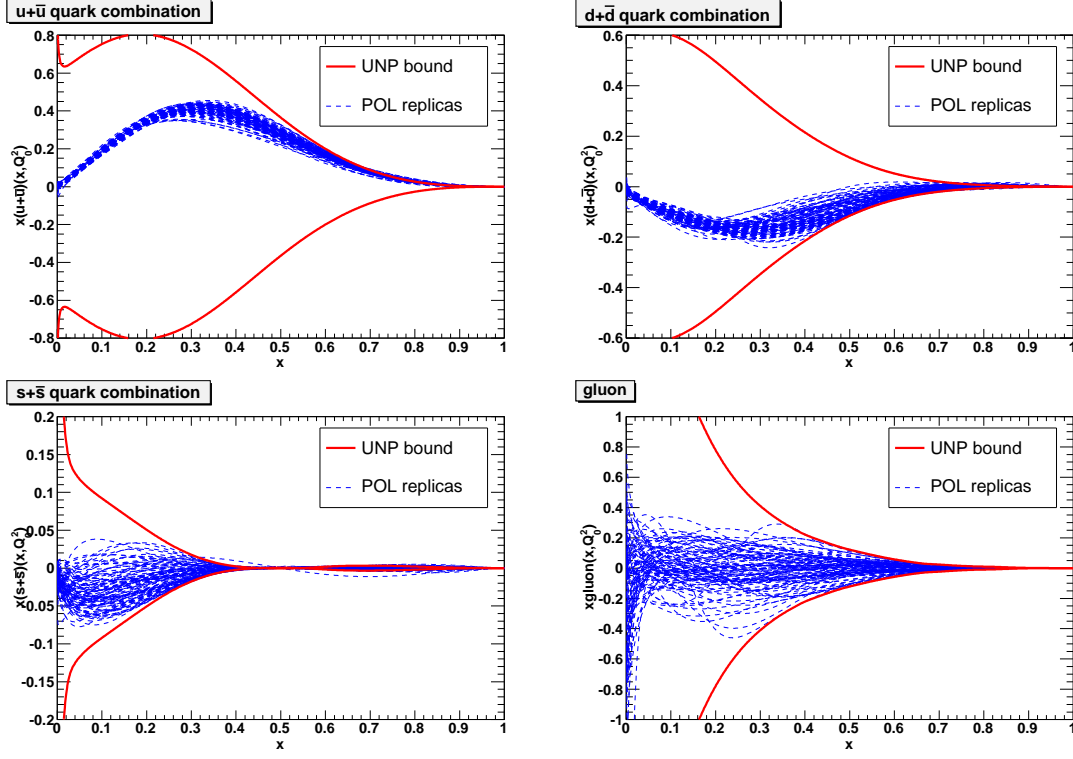 u+ū quark combination
0.8
0.6
0.4
0.2
0
-0.2
-0.4
-0.6
-0.8
x(u+ū)(x,Q₀²)
0 0.1 0.2 0.3 0.4 0.5 0.6 0.7 0.8 0.9 1
x
UNP bound
POL replicas
d+d̄ quark combination
0.6
0.4
0.2
0
-0.2
-0.4
-0.6
x(d+d̄)(x,Q₀²)
0 0.1 0.2 0.3 0.4 0.5 0.6 0.7 0.8 0.9 1
x
UNP bound
POL replicas
s+s̄ quark combination
0.2
0.15
0.1
0.05
0
-0.05
-0.1
-0.15
-0.2
x(s+s̄)(x,Q₀²)
0 0.1 0.2 0.3 0.4 0.5 0.6 0.7 0.8 0.9 1
x
UNP bound
POL replicas
gluon
1
0.8
0.6
0.4
0.2
0
-0.2
-0.4
-0.6
-0.8
-1
xgluon(x,Q₀²)
0 0.1 0.2 0.3 0.4 0.5 0.6 0.7 0.8 0.9 1
x
UNP bound
POL replicas